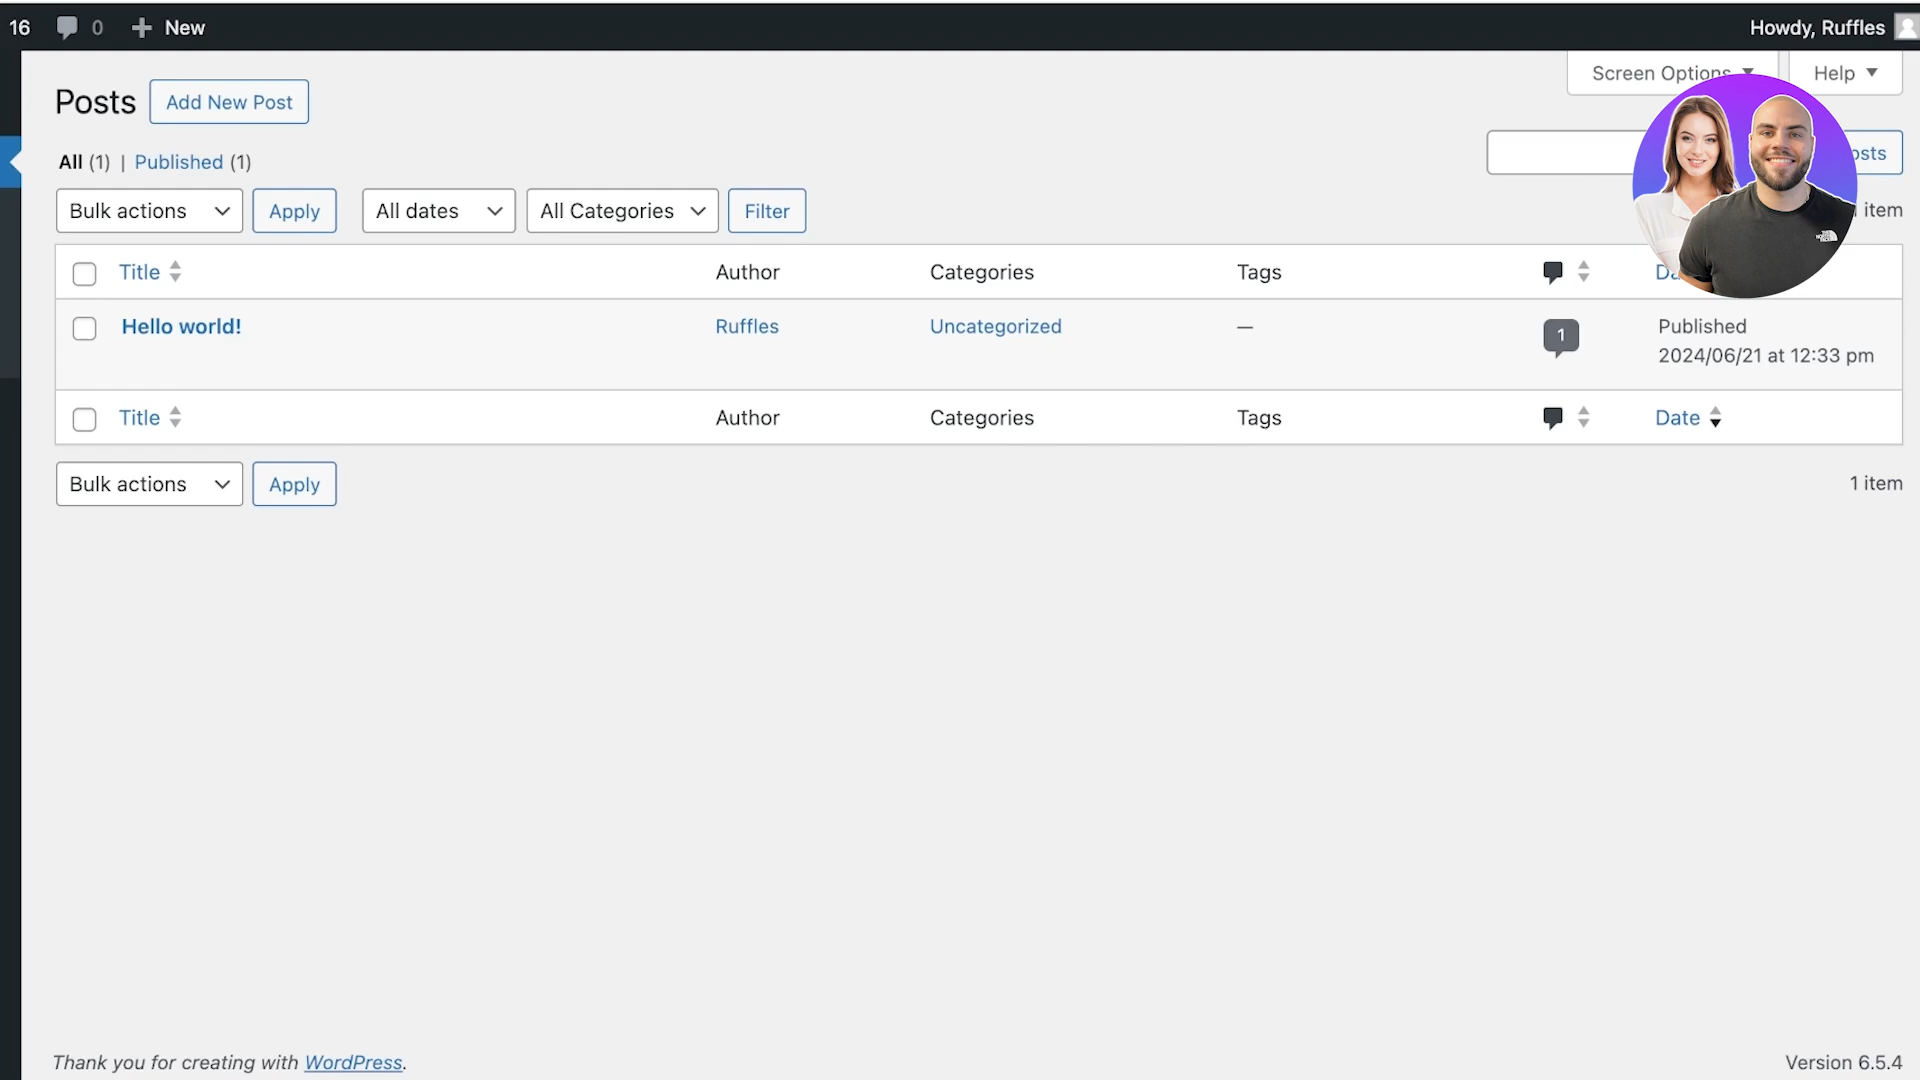 16 0 New Howdy, Ruffles
Screen Options Help
Posts Add New Post
All (1) | Published (1)
Bulk actions Apply All dates All Categories Filter item
Title Author Categories Tags
Hello world! Ruffles Uncategorized — 1 Published
2024/06/21 at 12:33 pm
Title Author Categories Tags Date
Bulk actions Apply 1 item
Thank you for creating with WordPress. Version 6.5.4